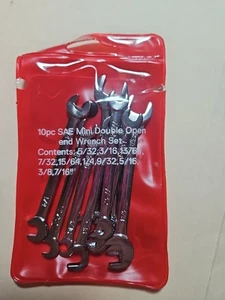 10pc SAE Mini Double Open
end Wrench Set
Contents: 5/32,3/16,13/64,
7/32,15/64,1/4,9/32,5/16,
3/8,7/16"